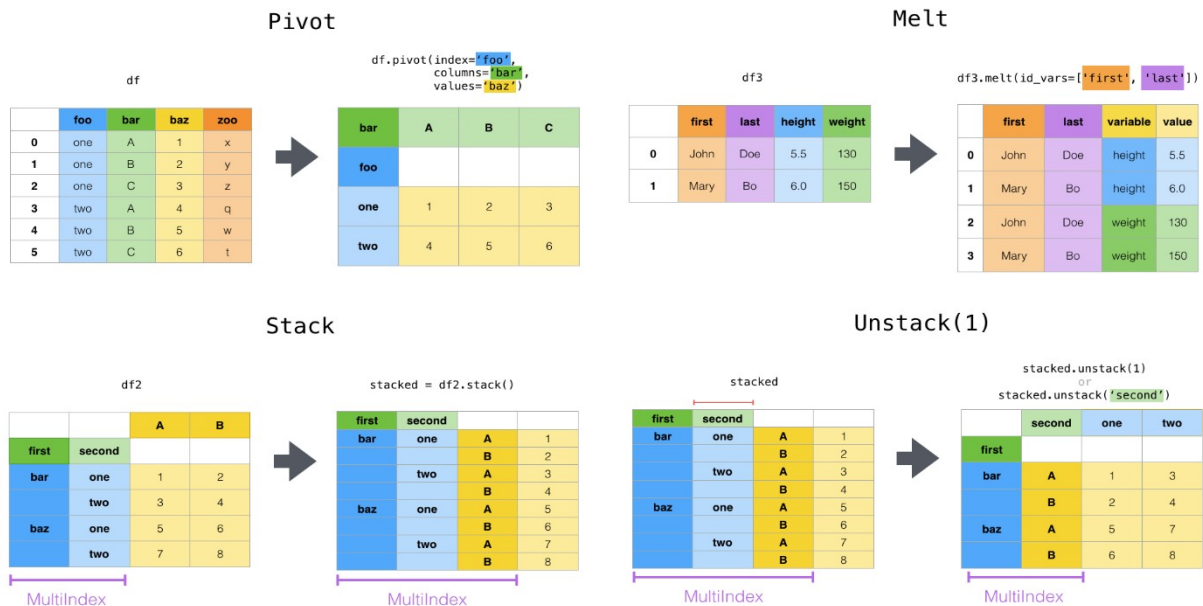 Pivot
df
df.pivot(index='foo',
columns='bar',
values='baz')
foo bar baz zoo
0 one A 1 x
1 one B 2 y
2 one C 3 z
3 two A 4 q
4 two B 5 w
5 two C 6 t
bar A B C
foo
one 1 2 3
two 4 5 6
Melt
df3
df3.melt(id_vars=['first', 'last'])
first last height weight
0 John Doe 5.5 130
1 Mary Bo 6.0 150
first last variable value
0 John Doe height 5.5
1 Mary Bo height 6.0
2 John Doe weight 130
3 Mary Bo weight 150
Stack
df2
stacked = df2.stack()
A B
first second
bar one 1 2
two 3 4
baz one 5 6
two 7 8
MultiIndex
first second
bar one A 1
B 2
two A 3
B 4
baz one A 5
B 6
two A 7
B 8
MultiIndex
Unstack(1)
stacked
stacked.unstack(1)
or
stacked.unstack('second')
first second
bar one A 1
B 2
two A 3
B 4
baz one A 5
B 6
two A 7
B 8
MultiIndex
second one two
first
bar A 1 3
B 2 4
baz A 5 7
B 6 8
MultiIndex